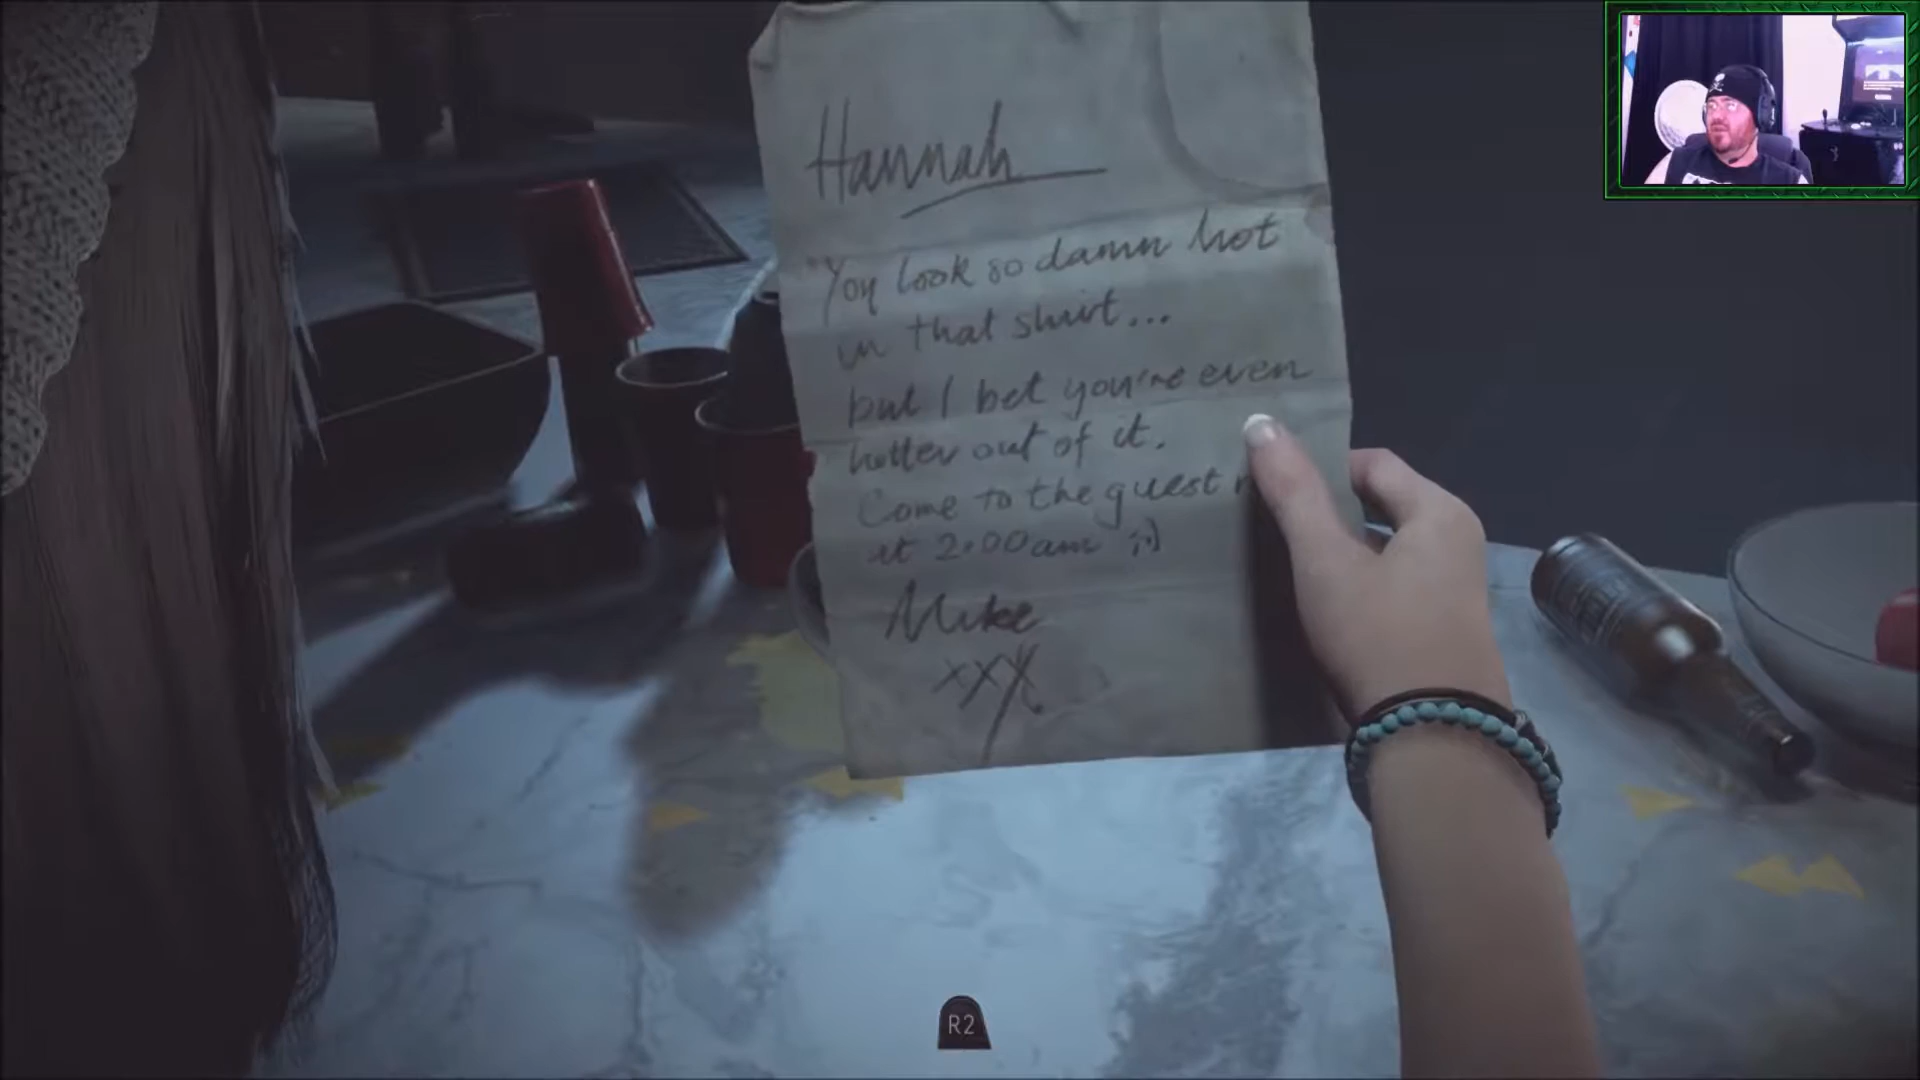 Hannah
You look so damn hot
in that shirt...
but I bet you're even
hotter out of it.
Come to the guest r
at 2.00am ;)
Mike
xxx
R2